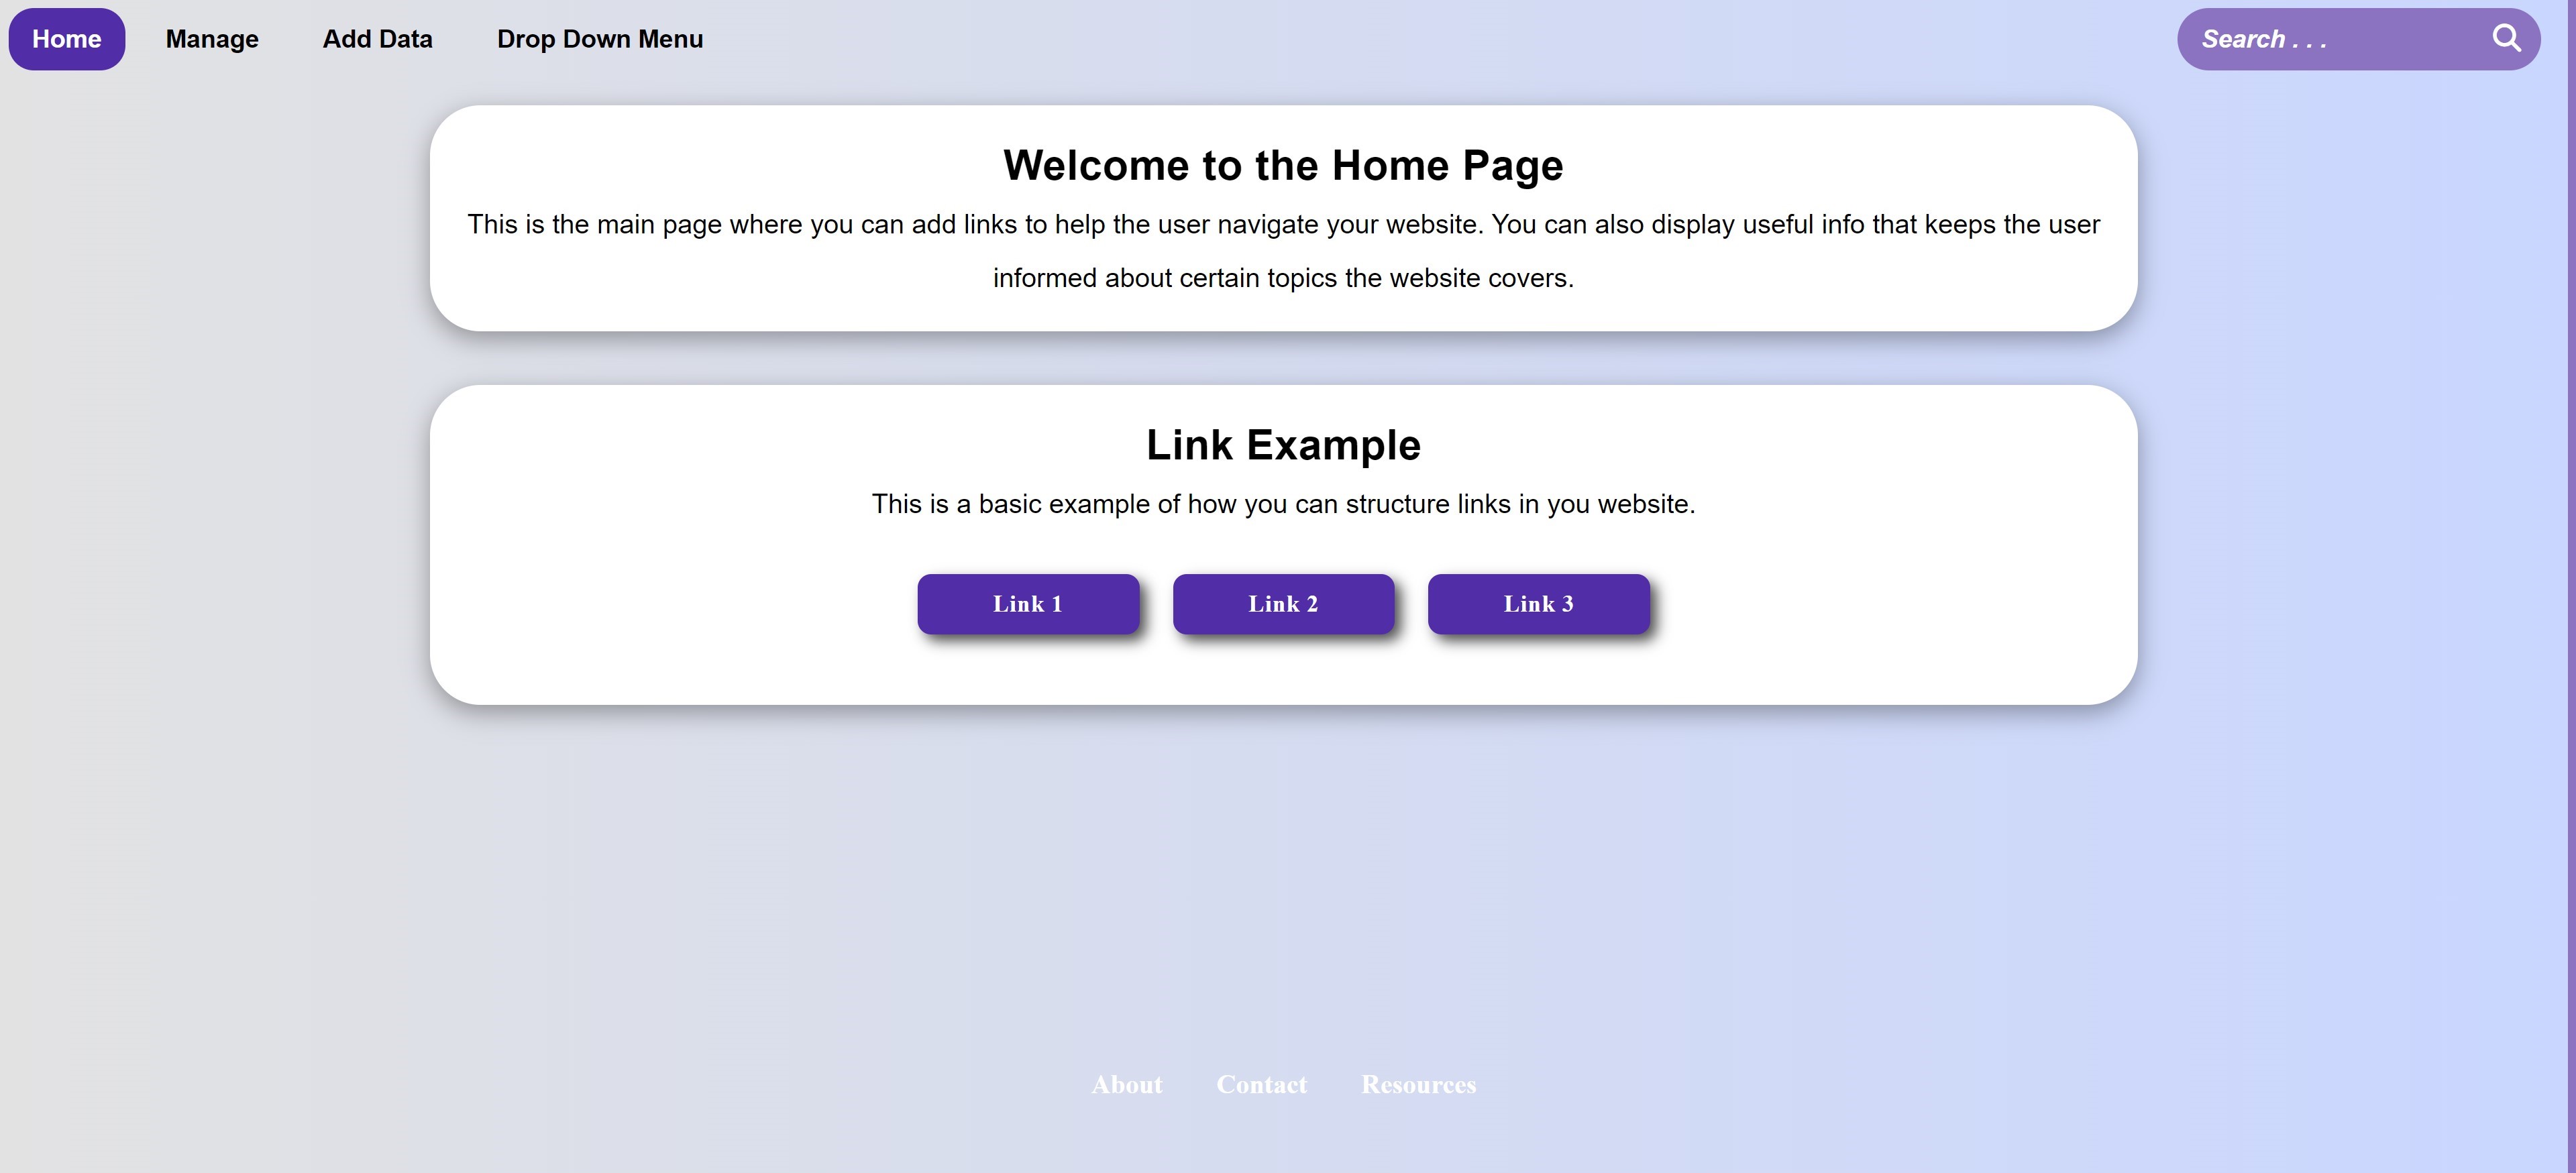 Home Manage Add Data Drop Down Menu Search . . .
Welcome to the Home Page
This is the main page where you can add links to help the user navigate your website. You can also display useful info that keeps the user
informed about certain topics the website covers.
Link Example
This is a basic example of how you can structure links in you website.
Link 1 Link 2 Link 3
About Contact Resources